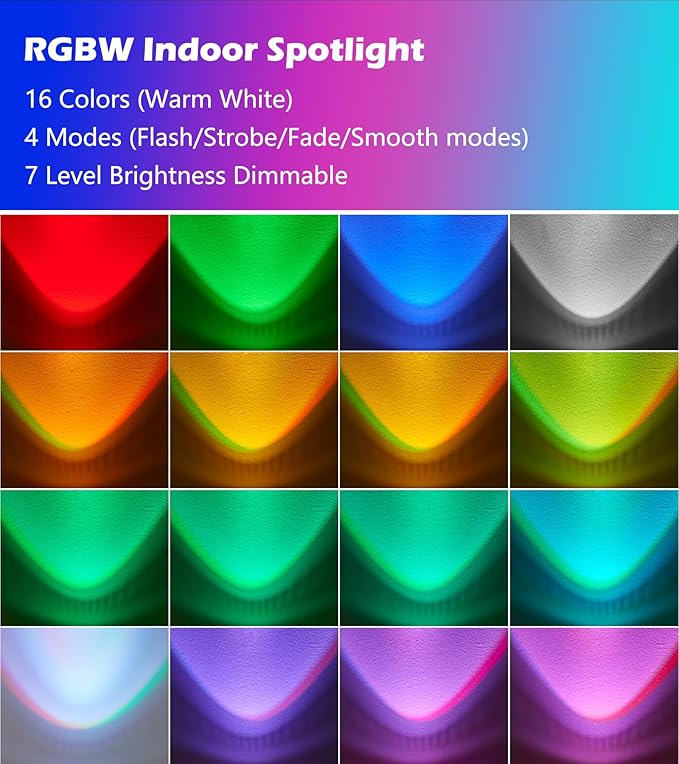 RGBW Indoor Spotlight
16 Colors (Warm White)
4 Modes (Flash/Strobe/Fade/Smooth modes)
7 Level Brightness Dimmable